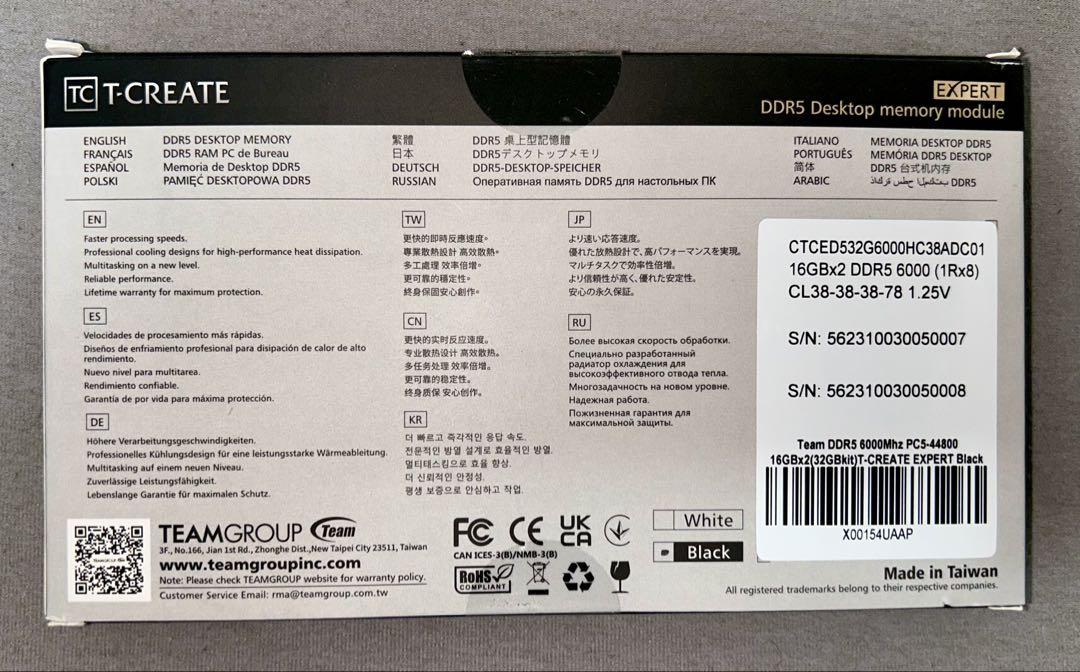 TC T-CREATE
EXPERT
DDR5 Desktop memory module
ENGLISH DDR5 DESKTOP MEMORY
FRANÇAIS DDR5 RAM PC de Bureau
ESPAÑOL Memoria de Desktop DDR5
POLSKI PAMIĘĆ DESKTOPOWA DDR5
繁體 DDR5 桌上型記憶體
日本 DDR5デスクトップメモリ
DEUTSCH DDR5-DESKTOP-SPEICHER
RUSSIAN Оперативная память DDR5 для настольных ПК
ITALIANO MEMORIA DESKTOP DDR5
PORTUGUÊS MEMÓRIA DDR5 DESKTOP
简体 DDR5 台式机内存
ARABIC DDR5
EN
Faster processing speeds.
Professional cooling designs for high-performance heat dissipation.
Multitasking on a new level.
Reliable performance.
Lifetime warranty for maximum protection.
ES
Velocidades de procesamiento más rápidas.
Diseños de enfriamiento profesional para disipación de calor de alto
rendimiento.
Nuevo nivel para multitarea.
Rendimiento confiable.
Garantía de por vida para máxima protección.
DE
Höhere Verarbeitungsgeschwindigkeiten.
Professionelles Kühlungsdesign für eine leistungsstarke Wärmeableitung.
Multitasking auf einem neuen Niveau.
Zuverlässige Leistungsfähigkeit.
Lebenslange Garantie für maximalen Schutz.
TW
更快的即時反應速度。
專業散熱設計 高效散熱。
多工處理 效率倍增。
更可靠的穩定性。
終身保固安心創作。
CN
更快的实时反应速度。
专业散热设计 高效散热。
多任务处理 效率倍增。
更可靠的稳定性。
终身质保 安心创作。
KR
더 빠르고 즉각적인 응답 속도.
전문적인 방열 설계로 효율적인 방열.
멀티태스킹으로 효율 향상.
더 신뢰적인 안정성.
평생 보증으로 안심하고 작업.
JP
より速い応答速度。
優れた放熱設計で、高パフォーマンスを実現。
マルチタスクで効率性倍増。
より信頼性が高く、優れた安定性。
安心の永久保証。
RU
Более высокая скорость обработки.
Специально разработанный
радиатор охлаждения для
высокоэффективного отвода тепла.
Многозадачность на новом уровне.
Надежная работа.
Пожизненная гарантия для
максимальной защиты.
CTCED532G6000HC38ADC01
16GBx2 DDR5 6000 (1Rx8)
CL38-38-38-78 1.25V
S/N: 562310030050007
S/N: 562310030050008
Team DDR5 6000Mhz PC5-44800
16GBx2(32GBkit)T-CREATE EXPERT Black
X00154UAAP
TEAMGROUP Team
3F., No.166, Jian 1st Rd., Zhonghe Dist.,New Taipei City 23511, Taiwan
www.teamgroupinc.com
Note: Please check TEAMGROUP website for warranty policy.
Customer Service Email: rma@teamgroup.com.tw
FC CE UK CA
CAN ICES-3(B)/NMB-3(B)
RoHS
COMPLIANT
White
Black
Made in Taiwan
All registered trademarks belong to their respective companies.